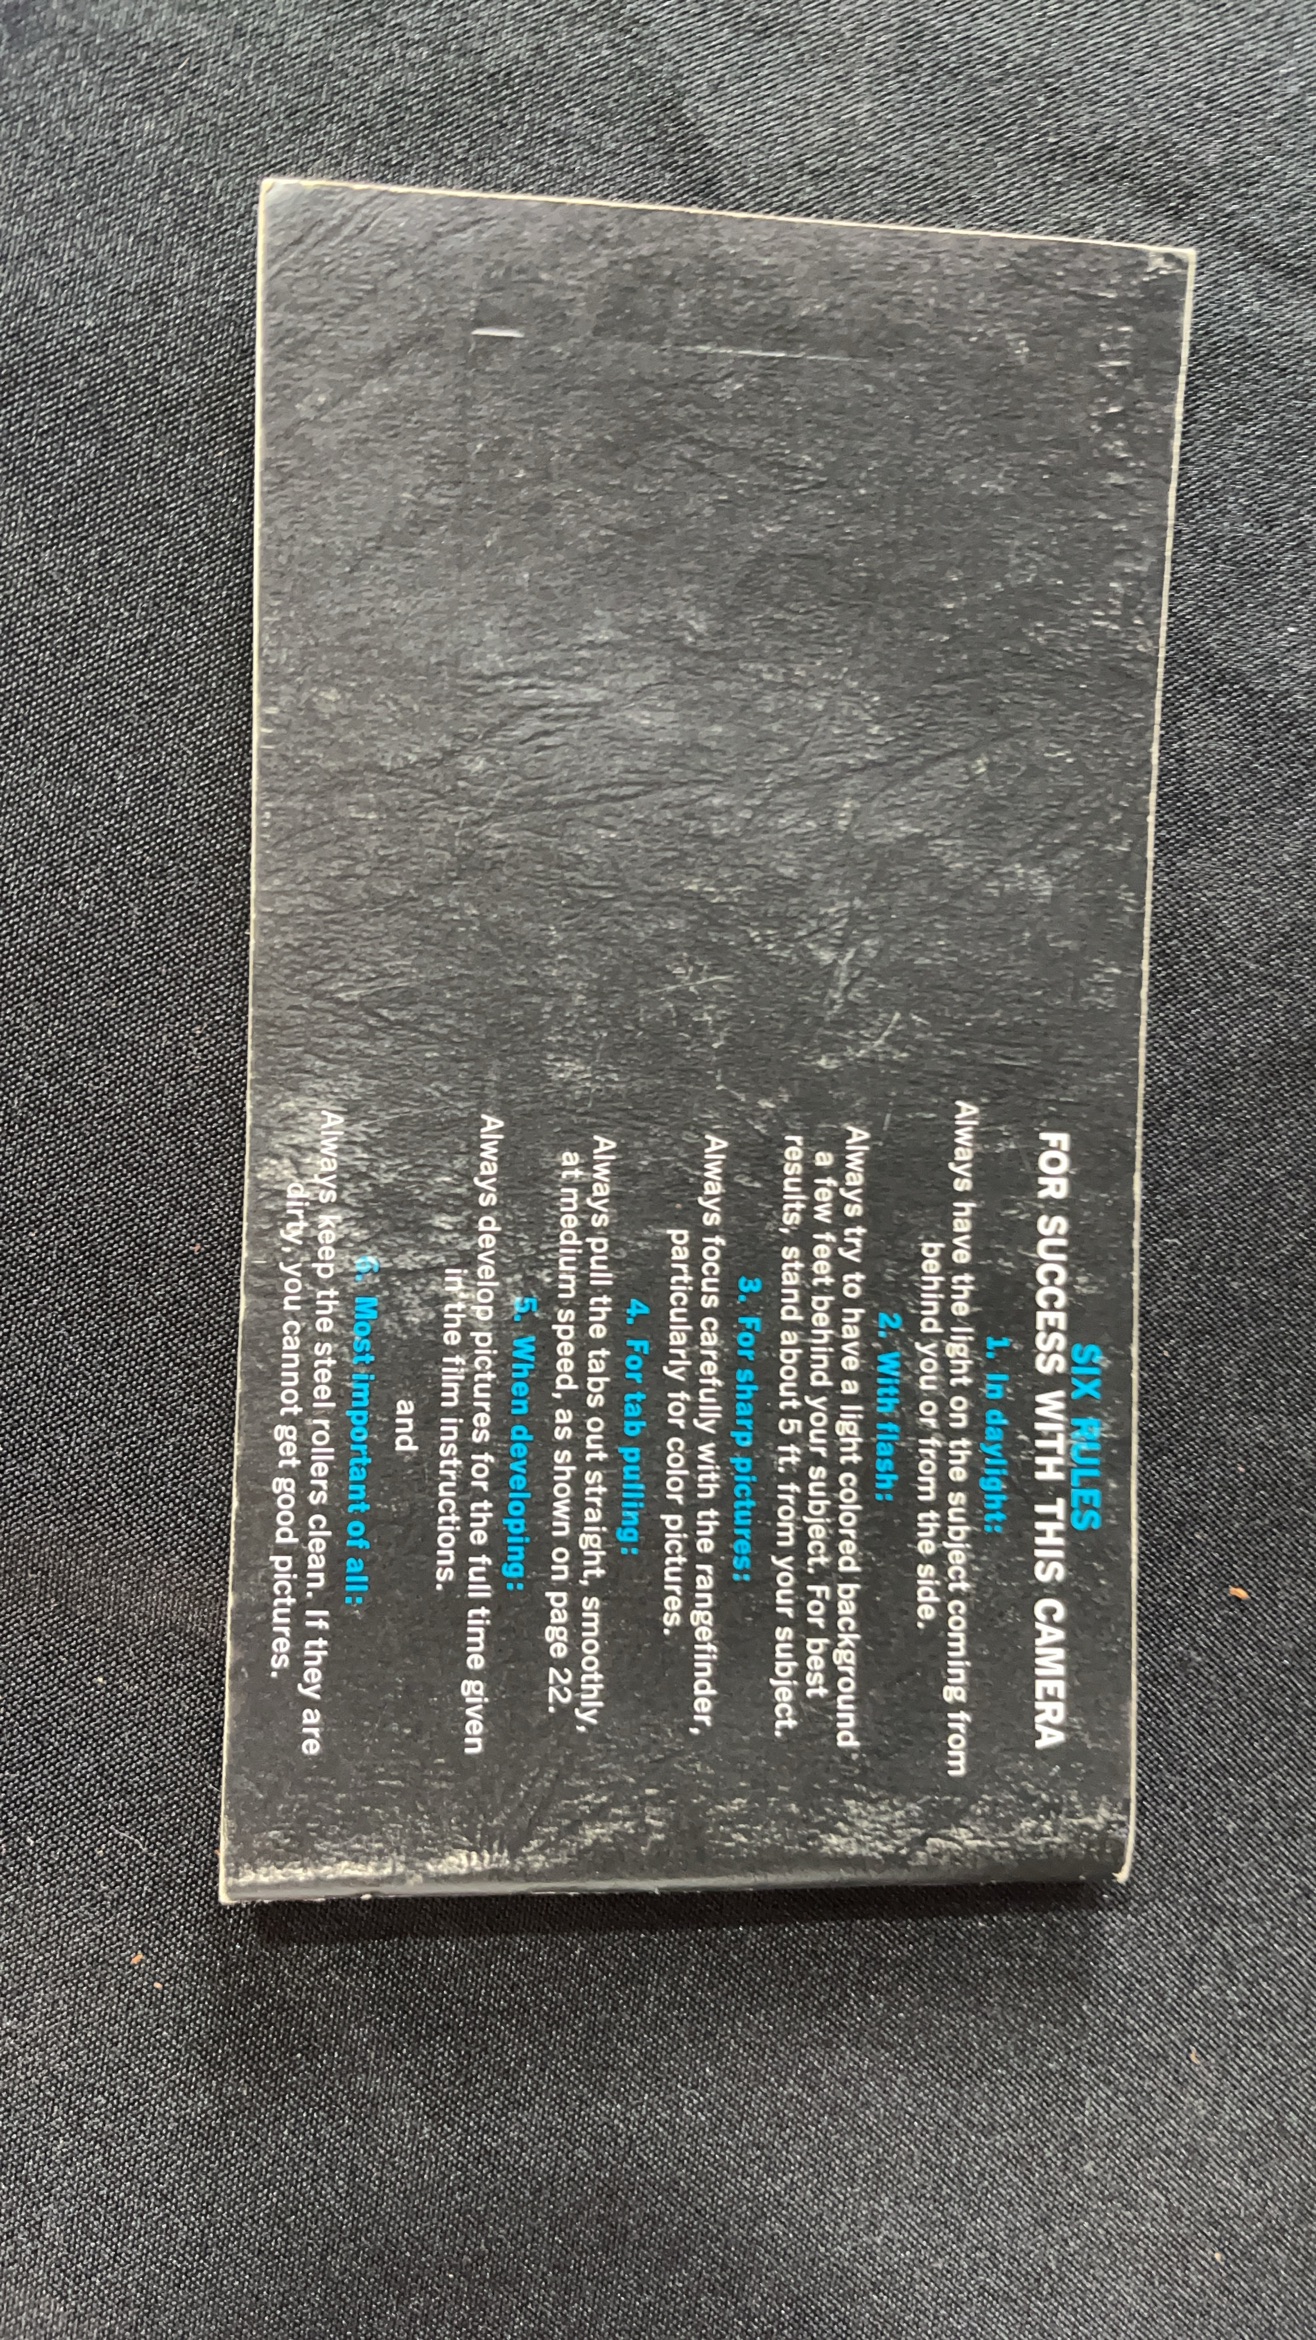 SIX RULES
FOR SUCCESS WITH THIS CAMERA
1. In daylight:
Always have the light on the subject coming from
behind you or from the side.
2. With flash:
Always try to have a light colored background
a few feet behind your subject. For best
results, stand about 5 ft. from your subject.
3. For sharp pictures:
Always focus carefully with the rangefinder,
particularly for color pictures.
4. For tab pulling:
Always pull the tabs out straight, smoothly,
at medium speed, as shown on page 22.
5. When developing:
Always develop pictures for the full time given
in the film instructions.
and
6. Most important of all:
Always keep the steel rollers clean. If they are
dirty, you cannot get good pictures.